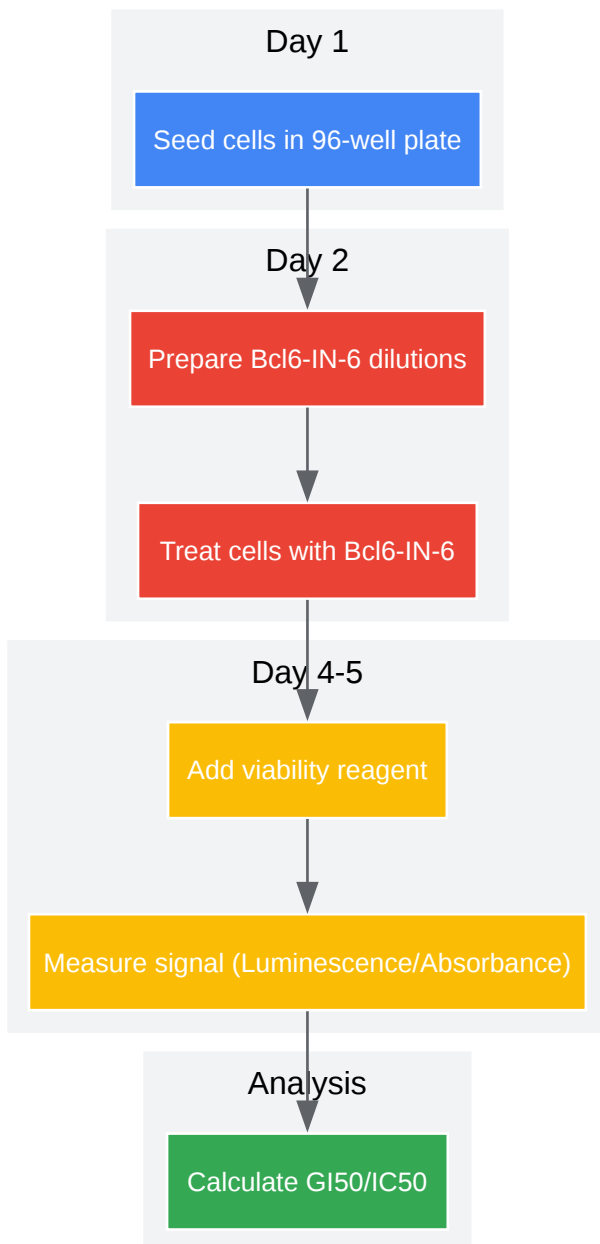 Day 1
Seed cells in 96-well plate
Day 2
Prepare Bcl6-IN-6 dilutions
Treat cells with Bcl6-IN-6
Day 4-5
Add viability reagent
Measure signal (Luminescence/Absorbance)
Analysis
Calculate GI50/IC50